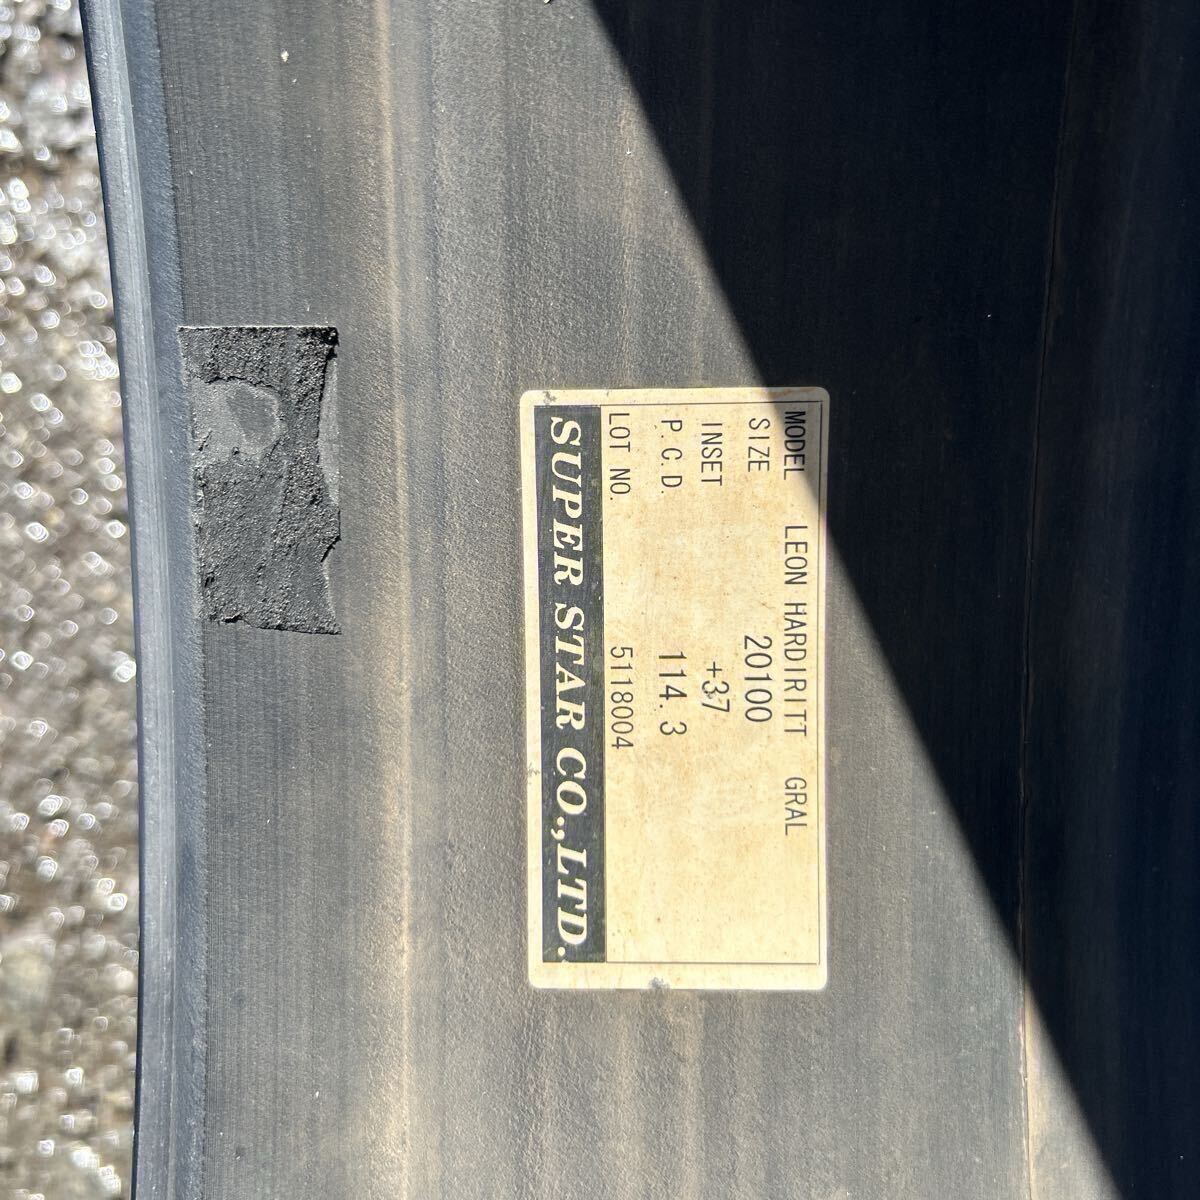 MODEL LEON HARDIRITT GRAL
SIZE 20100
INSET +37
P.C.D. 114.3
LOT NO. 5118004
SUPER STAR CO.,LTD.